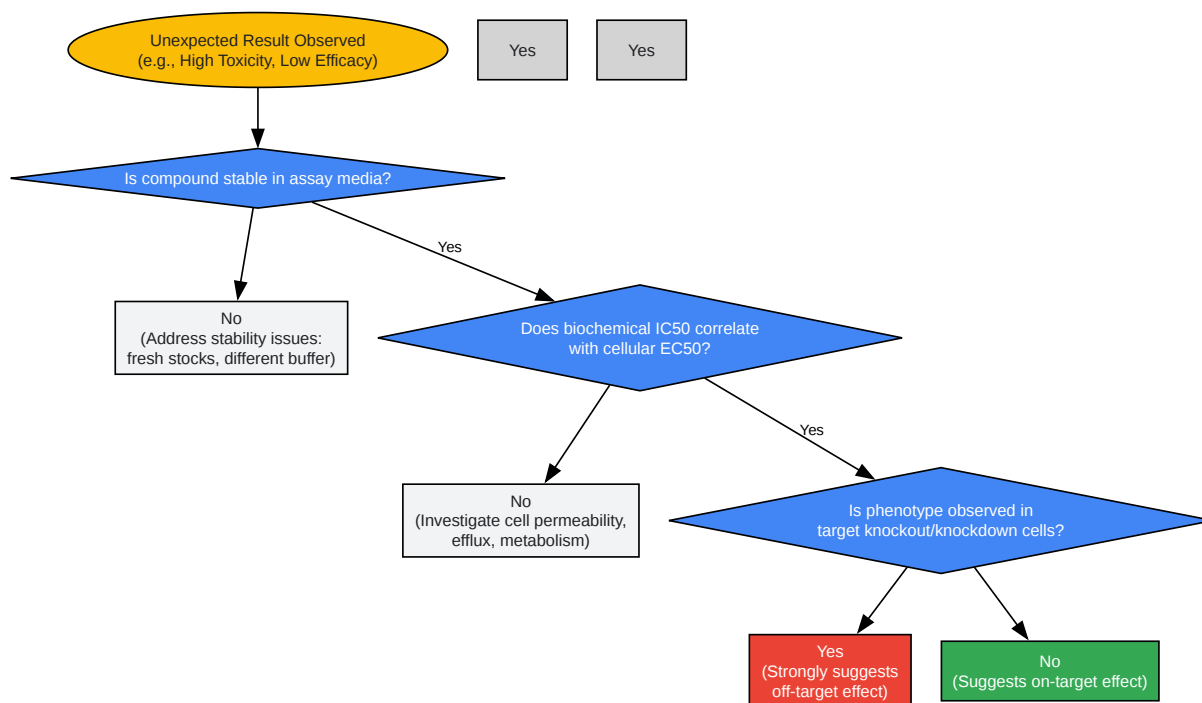 Unexpected Result Observed
(e.g., High Toxicity, Low Efficacy)
Yes
Yes
Is compound stable in assay media?
Yes
No
(Address stability issues:
fresh stocks, different buffer)
Does biochemical IC50 correlate
with cellular EC50?
Yes
No
(Investigate cell permeability,
efflux, metabolism)
Is phenotype observed in
target knockout/knockdown cells?
Yes
(Strongly suggests
off-target effect)
No
(Suggests on-target effect)